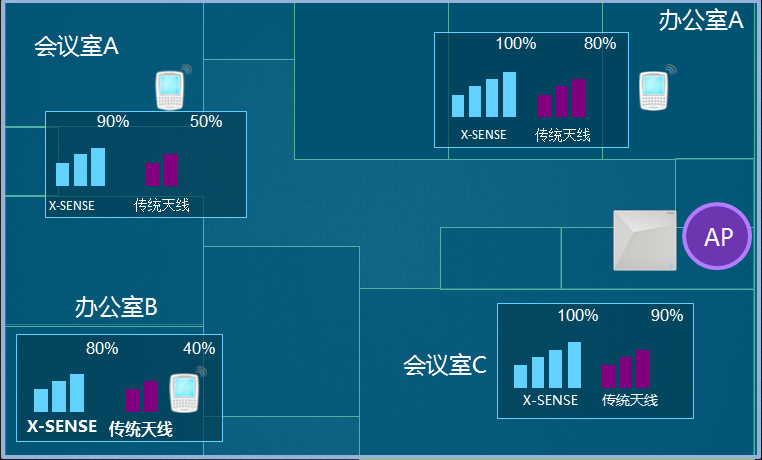 会议室A
办公室A
100% 80%
X-SENSE 传统天线
90% 50%
X-SENSE 传统天线
AP
办公室B
80% 40%
X-SENSE 传统天线
会议室C
100% 90%
X-SENSE 传统天线